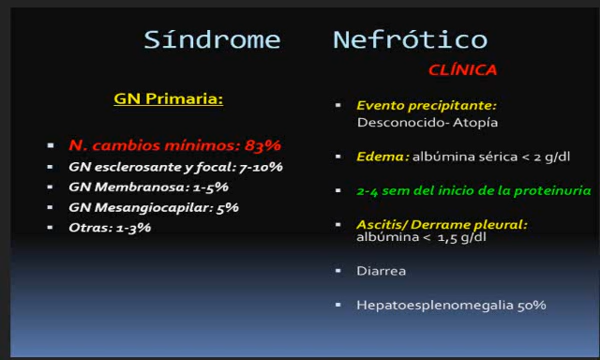 Síndrome Nefrótico
GN Primaria:
N. cambios mínimos: 83%
GN esclerosante y focal: 7-10%
GN Membranosa: 1-5%
GN Mesangiocapilar: 5%
Otras: 1-3%
CLÍNICA
Evento precipitante:
Desconocido- Atopía
Edema: albúmina sérica < 2 g/dl
2-4 sem del inicio de la proteinuria
Ascitis/ Derrame pleural:
albúmina < 1,5 g/dl
Diarrea
Hepatoesplenomegalia 50%